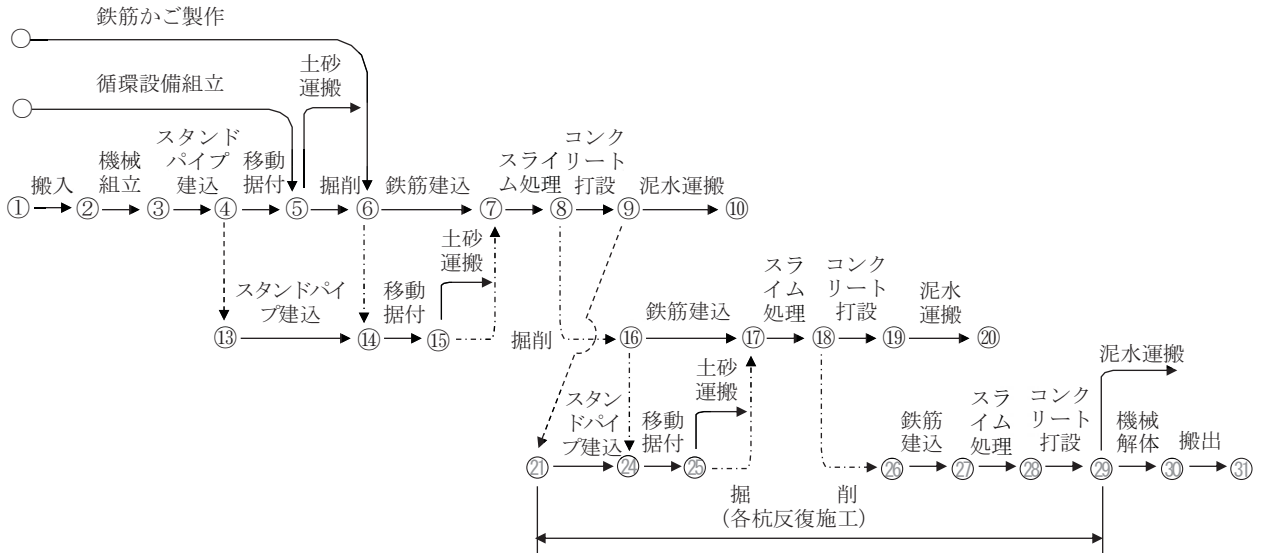 鉄筋かご製作
循環設備組立
土砂
運搬
搬入
機械
組立
スタンド
パイプ
建込
移動
据付
掘削
鉄筋建込
スライ
ム処理
コンク
リート
打設
泥水運搬
① ② ③ ④ ⑤ ⑥ ⑦ ⑧ ⑨ ⑩
スタンドパイ
プ建込
移動
据付
土砂
運搬
掘削
鉄筋建込
スラ
イム
処理
コンク
リート
打設
泥水
運搬
⑬ ⑭ ⑮ ⑯ ⑰ ⑱ ⑲ ⑳
スタン
ドパイ
プ建込
移動
据付
土砂
運搬
鉄筋
建込
スラ
イム
処理
コンク
リート
打設
泥水運搬
機械
解体
搬出
㉑ ㉔ ㉕ ㉖ ㉗ ㉘ ㉙ ㉚ ㉛
掘 削
(各杭反復施工)